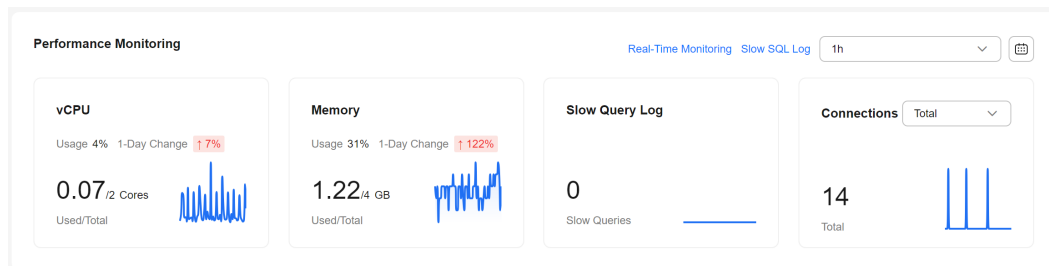 Performance Monitoring
Real-Time Monitoring Slow SQL Log 1h
vCPU
Usage 4% 1-Day Change ↑ 7%
0.07/2 Cores
Used/Total
Memory
Usage 31% 1-Day Change ↑ 122%
1.22/4 GB
Used/Total
Slow Query Log
0
Slow Queries
Connections Total
14
Total